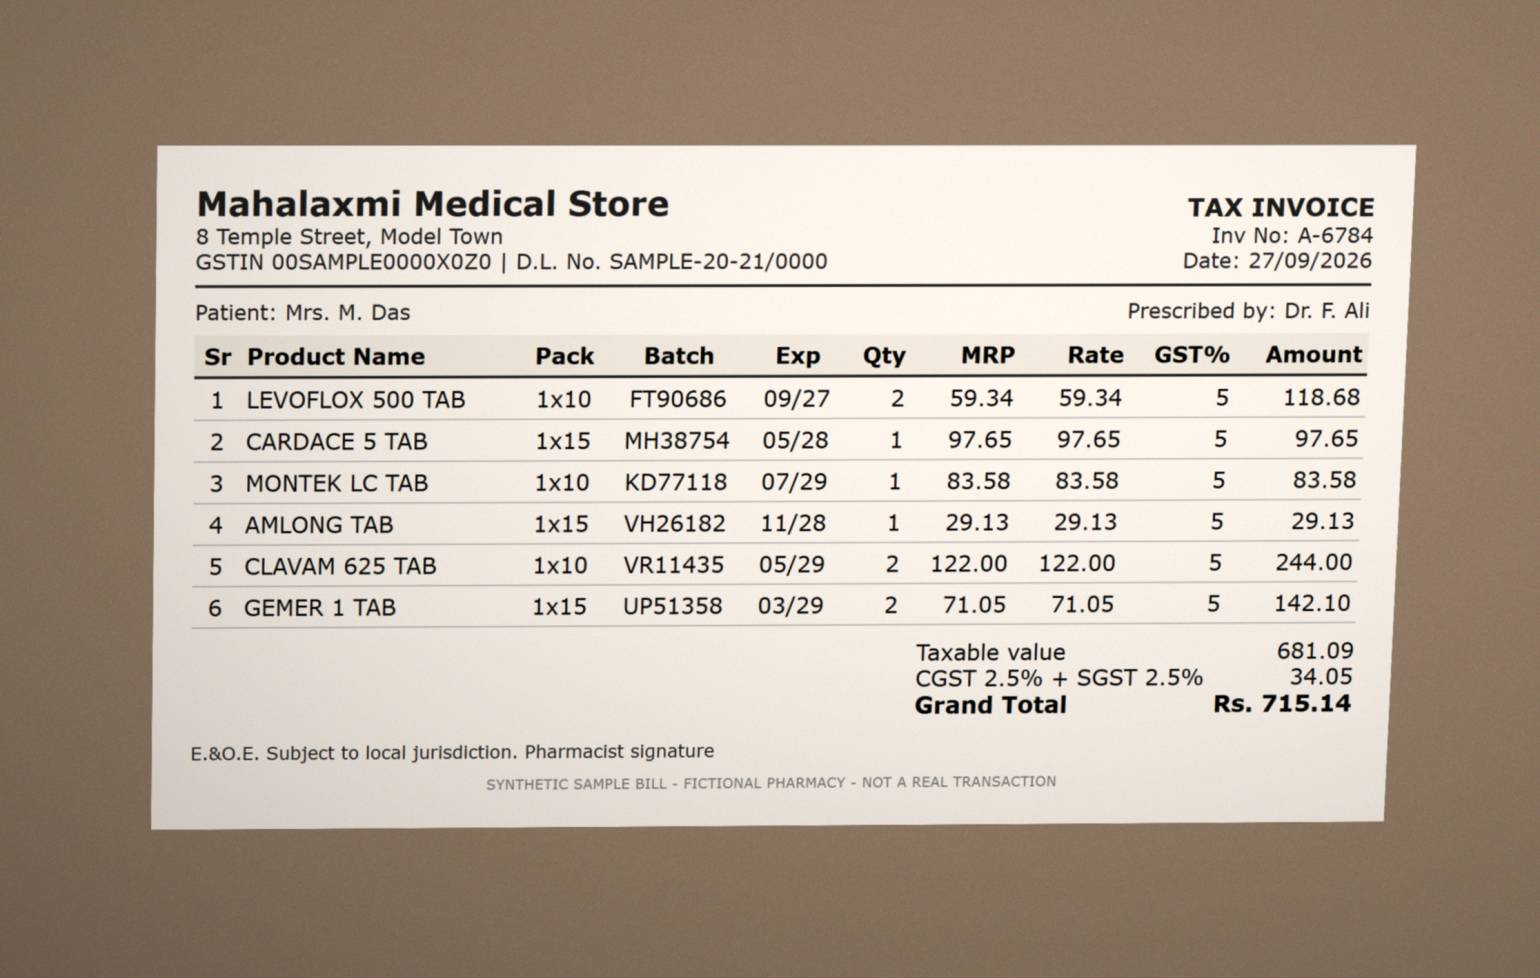 Mahalaxmi Medical Store
8 Temple Street, Model Town
GSTIN 00SAMPLE0000X0Z0 | D.L. No. SAMPLE-20-21/0000
TAX INVOICE
Inv No: A-6784
Date: 27/09/2026
Patient: Mrs. M. Das Prescribed by: Dr. F. Ali
Sr Product Name Pack Batch Exp Qty MRP Rate GST% Amount
1 LEVOFLOX 500 TAB 1x10 FT90686 09/27 2 59.34 59.34 5 118.68
2 CARDACE 5 TAB 1x15 MH38754 05/28 1 97.65 97.65 5 97.65
3 MONTEK LC TAB 1x10 KD77118 07/29 1 83.58 83.58 5 83.58
4 AMLONG TAB 1x15 VH26182 11/28 1 29.13 29.13 5 29.13
5 CLAVAM 625 TAB 1x10 VR11435 05/29 2 122.00 122.00 5 244.00
6 GEMER 1 TAB 1x15 UP51358 03/29 2 71.05 71.05 5 142.10
Taxable value 681.09
CGST 2.5% + SGST 2.5% 34.05
Grand Total Rs. 715.14
E.&O.E. Subject to local jurisdiction. Pharmacist signature
SYNTHETIC SAMPLE BILL - FICTIONAL PHARMACY - NOT A REAL TRANSACTION